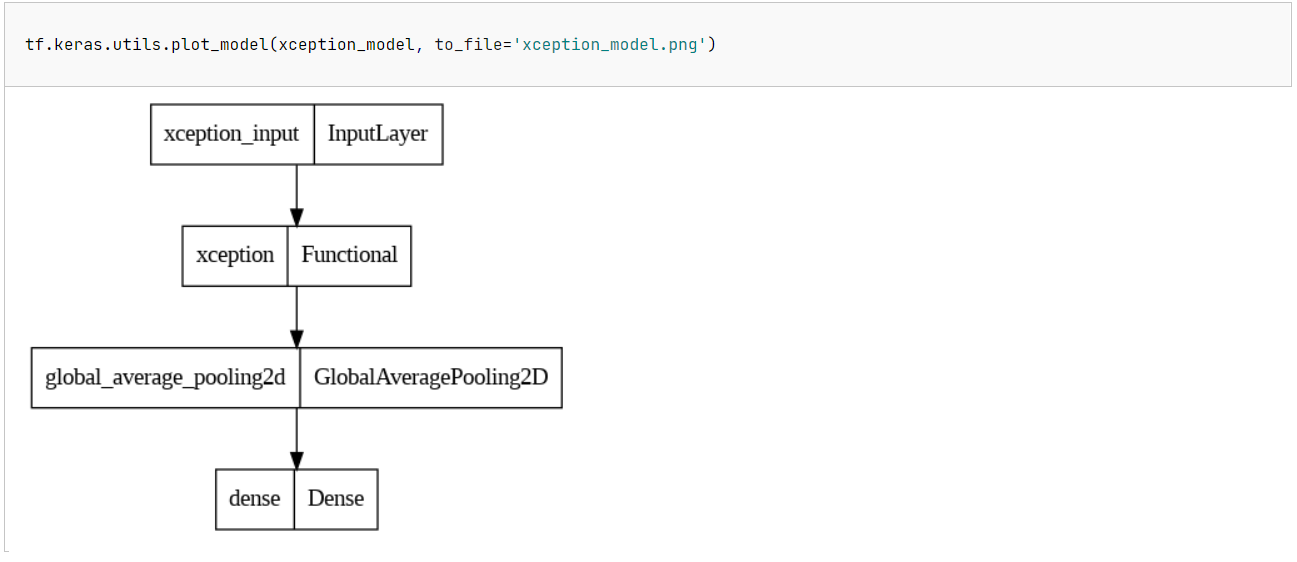 tf.keras.utils.plot_model(xception_model, to_file='xception_model.png')
xception_input InputLayer
xception Functional
global_average_pooling2d GlobalAveragePooling2D
dense Dense